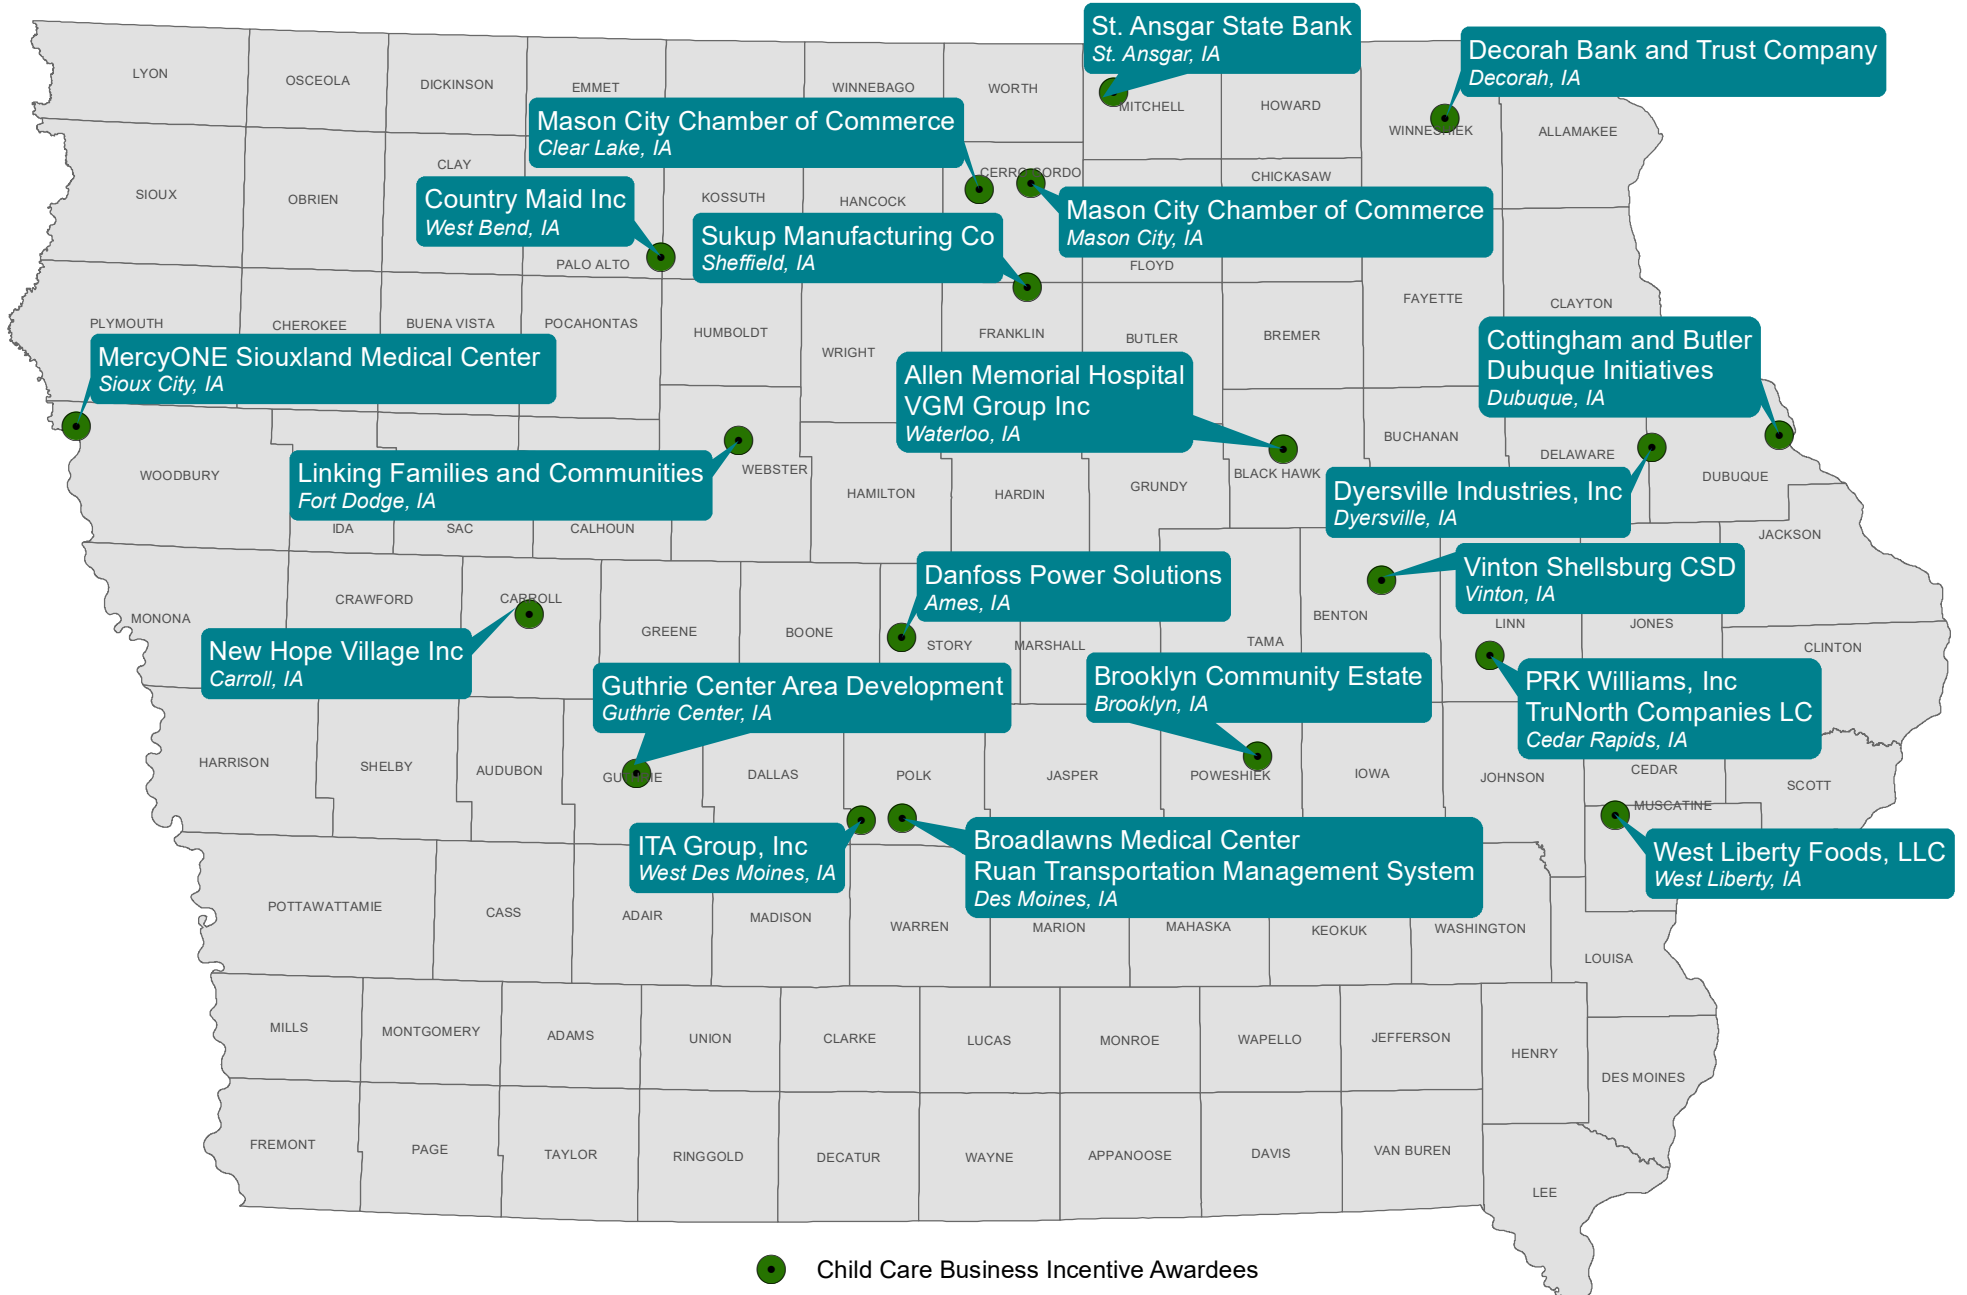 St. Ansgar State Bank
St. Ansgar, IA
Decorah Bank and Trust Company
Decorah, IA
LYON
OSCEOLA
DICKINSON
EMMET
WINNEBAGO
WORTH
MITCHELL
HOWARD
WINNESHIEK
ALLAMAKEE
Mason City Chamber of Commerce
Clear Lake, IA
CLAY
CERRO GORDO
CHICKASAW
SIOUX
OBRIEN
Country Maid Inc
West Bend, IA
KOSSUTH
HANCOCK
Mason City Chamber of Commerce
Mason City, IA
Sukup Manufacturing Co
Sheffield, IA
PALO ALTO
FLOYD
FAYETTE
CLAYTON
PLYMOUTH
CHEROKEE
BUENA VISTA
POCAHONTAS
HUMBOLDT
WRIGHT
FRANKLIN
BUTLER
BREMER
Cottingham and Butler
Dubuque Initiatives
Dubuque, IA
MercyONE Siouxland Medical Center
Sioux City, IA
Allen Memorial Hospital
VGM Group Inc
Waterloo, IA
BUCHANAN
DELAWARE
WOODBURY
Linking Families and Communities
Fort Dodge, IA
WEBSTER
HAMILTON
HARDIN
GRUNDY
BLACK HAWK
Dyersville Industries, Inc
Dyersville, IA
DUBUQUE
IDA
SAC
CALHOUN
JACKSON
Danfoss Power Solutions
Ames, IA
Vinton Shellsburg CSD
Vinton, IA
MONONA
CRAWFORD
CARROLL
GREENE
BOONE
STORY
MARSHALL
TAMA
BENTON
LINN
JONES
CLINTON
New Hope Village Inc
Carroll, IA
Guthrie Center Area Development
Guthrie Center, IA
Brooklyn Community Estate
Brooklyn, IA
PRK Williams, Inc
TruNorth Companies LC
Cedar Rapids, IA
HARRISON
SHELBY
AUDUBON
GUTHRIE
DALLAS
POLK
JASPER
POWESHIEK
IOWA
JOHNSON
CEDAR
SCOTT
MUSCATINE
ITA Group, Inc
West Des Moines, IA
Broadlawns Medical Center
Ruan Transportation Management System
Des Moines, IA
West Liberty Foods, LLC
West Liberty, IA
POTTAWATTAMIE
CASS
ADAIR
MADISON
WARREN
MARION
MAHASKA
KEOKUK
WASHINGTON
LOUISA
MILLS
MONTGOMERY
ADAMS
UNION
CLARKE
LUCAS
MONROE
WAPELLO
JEFFERSON
HENRY
DES MOINES
FREMONT
PAGE
TAYLOR
RINGGOLD
DECATUR
WAYNE
APPANOOSE
DAVIS
VAN BUREN
LEE
Child Care Business Incentive Awardees